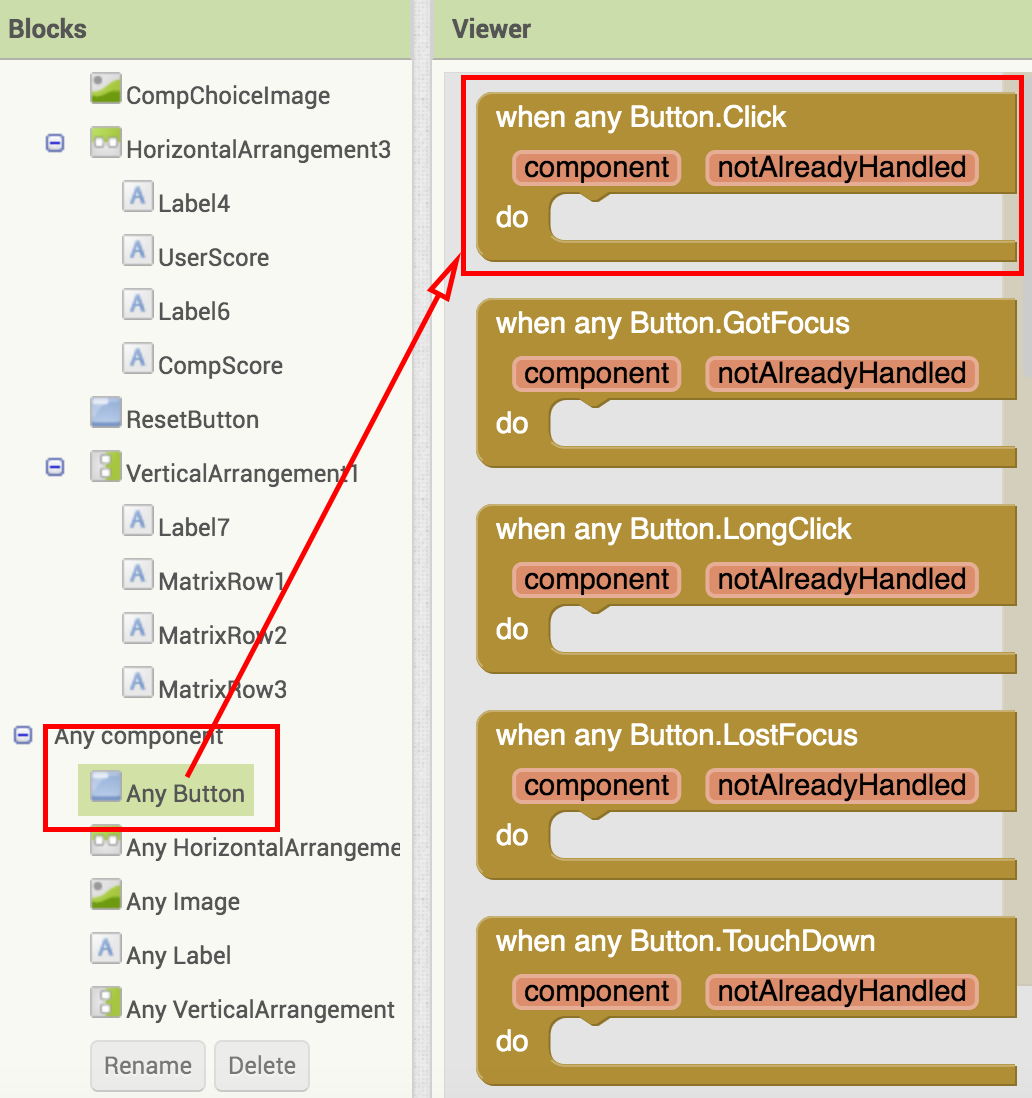 Blocks
CompChoiceImage
HorizontalArrangement3
Label4
UserScore
Label6
CompScore
ResetButton
VerticalArrangement1
Label7
MatrixRow1
MatrixRow2
MatrixRow3
Any component
Any Button
Any HorizontalArrangeme
Any Image
Any Label
Any VerticalArrangement
Rename Delete
Viewer
when any Button.Click
component notAlreadyHandled
do
when any Button.GotFocus
component notAlreadyHandled
do
when any Button.LongClick
component notAlreadyHandled
do
when any Button.LostFocus
component notAlreadyHandled
do
when any Button.TouchDown
component notAlreadyHandled
do